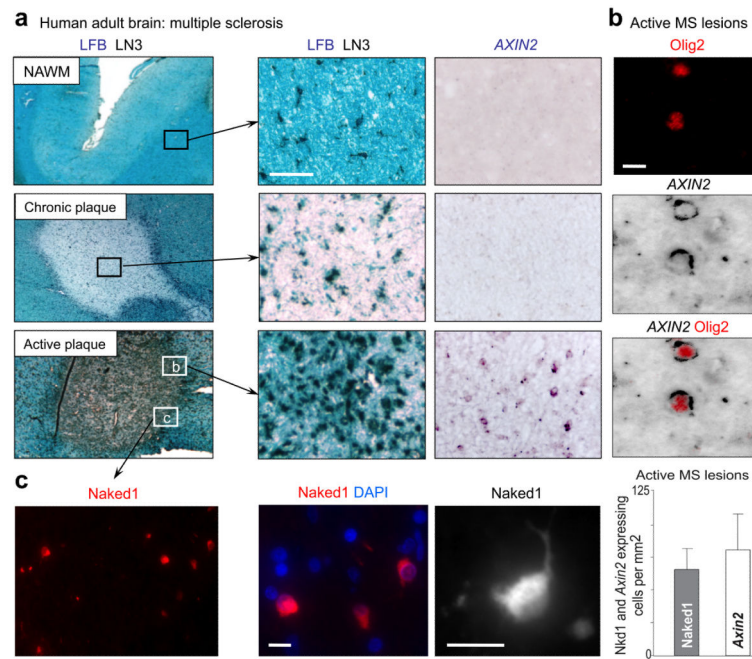 a Human adult brain: multiple sclerosis
LFB LN3
LFB LN3
AXIN2
NAWM
Chronic plaque
Active plaque
b
c
b Active MS lesions
Olig2
AXIN2
AXIN2 Olig2
c
Naked1
Naked1 DAPI
Naked1
Active MS lesions
Nkd1 and Axin2 expressing
cells per mm2
125
0
Naked1
Axin2